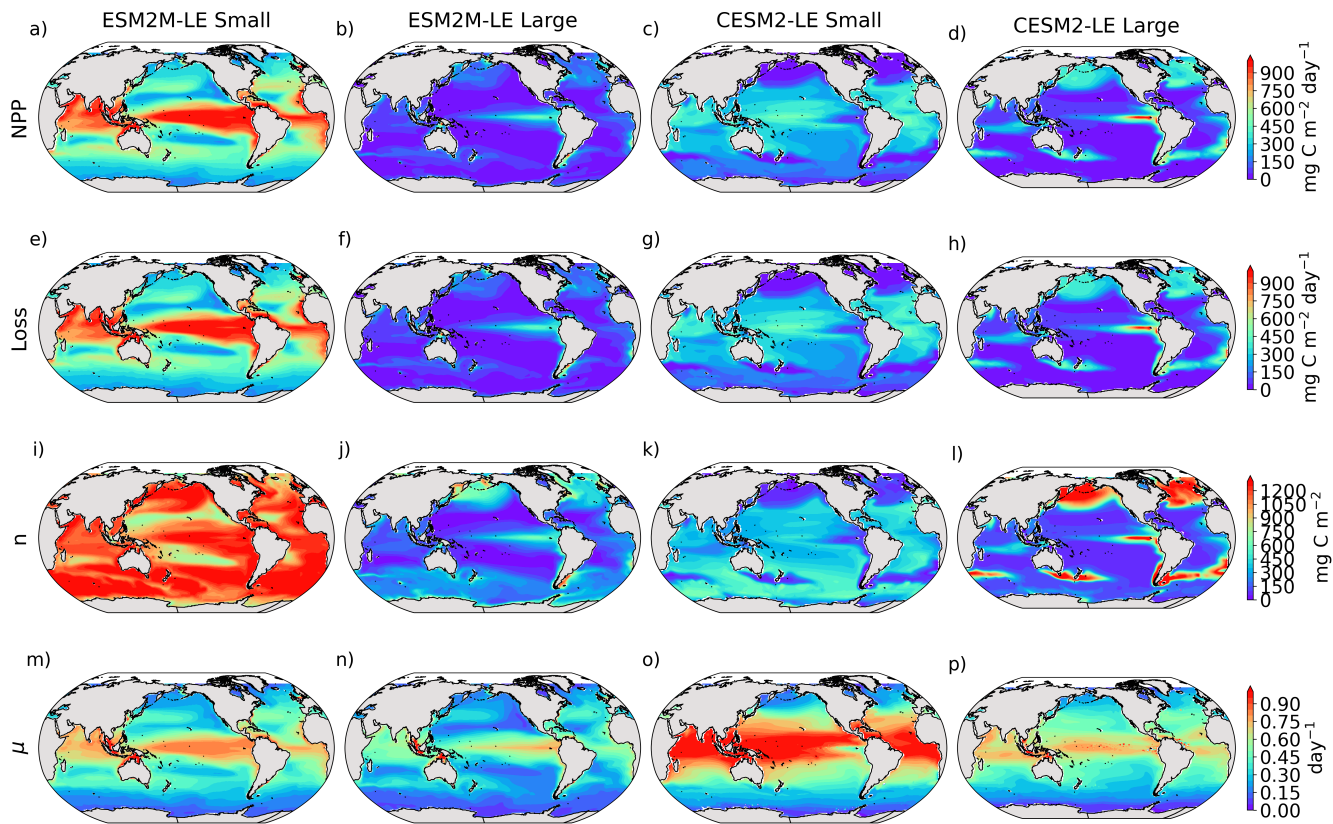 ESM2M-LE Small
ESM2M-LE Large
CESM2-LE Small
CESM2-LE Large
a)
b)
c)
d)
NPP
900
750
600
450
300
150
0
mg C m⁻² day⁻¹
e)
f)
g)
h)
Loss
900
750
600
450
300
150
0
mg C m⁻² day⁻¹
i)
j)
k)
l)
n
1200
1050
900
750
600
450
300
150
0
mg C m⁻²
m)
n)
o)
p)
μ
0.90
0.75
0.60
0.45
0.30
0.15
0.00
day⁻¹